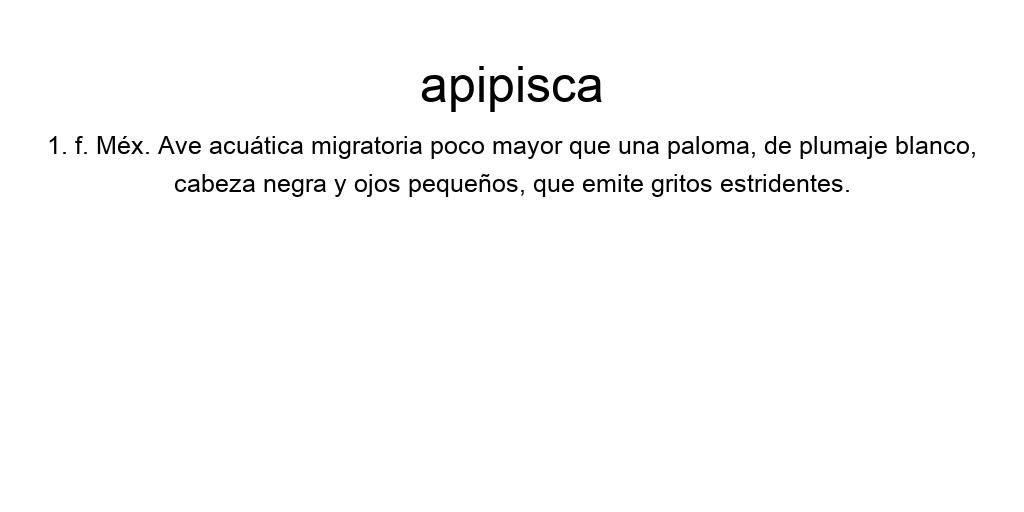 apipisca
1. f. Méx. Ave acuática migratoria poco mayor que una paloma, de plumaje blanco,
cabeza negra y ojos pequeños, que emite gritos estridentes.